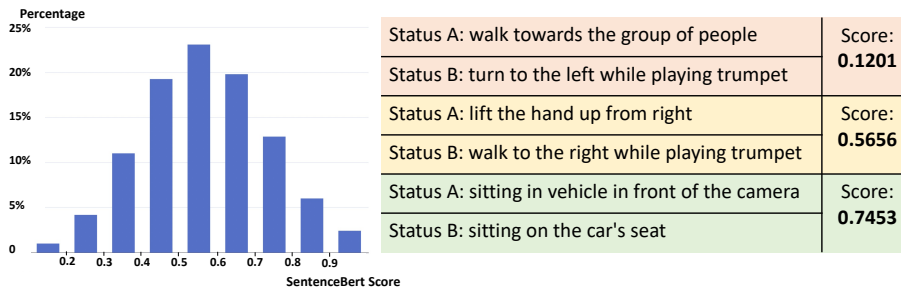 Percentage
25%
20%
15%
10%
5%
0
0.2 0.3 0.4 0.5 0.6 0.7 0.8 0.9
SentenceBert Score
Status A: walk towards the group of people
Status B: turn to the left while playing trumpet
Score:
0.1201
Status A: lift the hand up from right
Status B: walk to the right while playing trumpet
Score:
0.5656
Status A: sitting in vehicle in front of the camera
Status B: sitting on the car's seat
Score:
0.7453